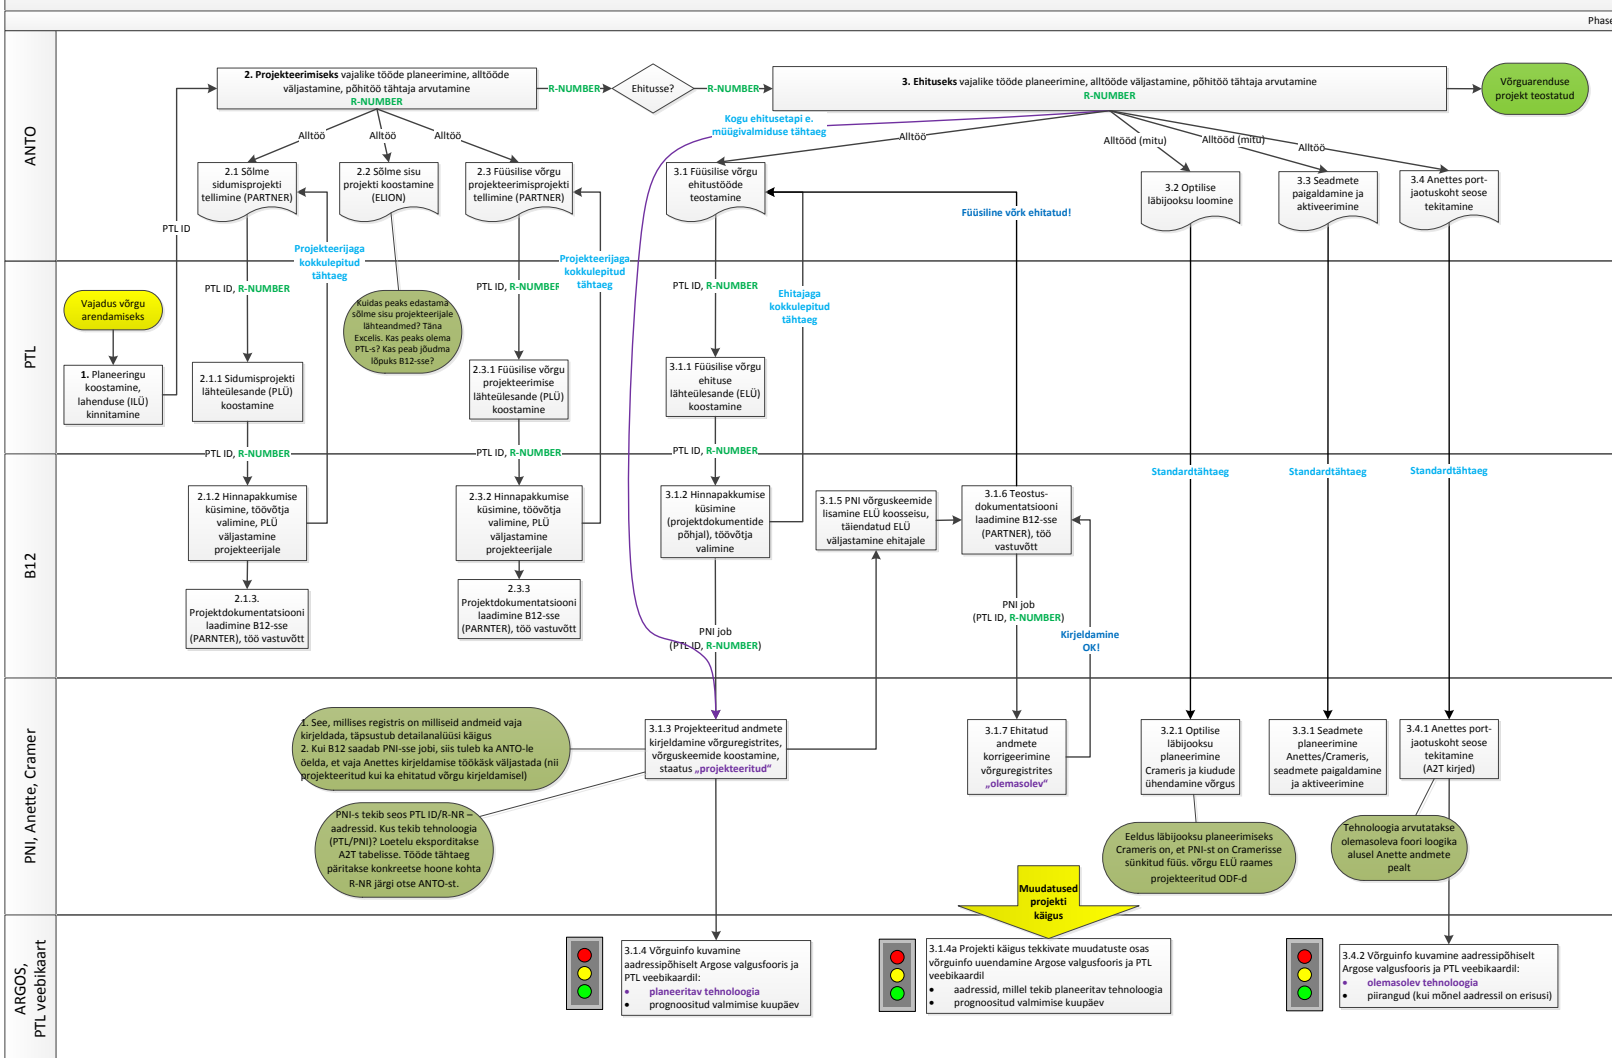 Phase
ANTO
2. Projekteerimiseks vajalike tööde planeerimine, alltööde
väljastamine, põhitöö tähtaja arvutamine
R-NUMBER
R-NUMBER
Ehitusse?
R-NUMBER
3. Ehituseks vajalike tööde planeerimine, alltööde väljastamine, põhitöö tähtaja arvutamine
R-NUMBER
Võrguarenduse
projekt teostatud
Alltöö
Alltöö
Alltöö
Kogu ehitusetapi e.
müügivalmiduse tähtaeg
Alltöö
Alltööd (mitu)
Alltööd (mitu)
Alltöö
2.1 Sõlme
sidumisprojekti
tellimine (PARTNER)
2.2 Sõlme sisu
projekti koostamine
(ELION)
2.3 Füüsilise võrgu
projekteerimisprojekti
tellimine (PARTNER)
3.1 Füüsilise võrgu
ehitustööde
teostamine
3.2 Optilise
läbijooksu loomine
3.3 Seadmete
paigaldamine ja
aktiveerimine
3.4 Anettes port-
jaotuskoht seose
tekitamine
PTL ID
Füüsiline võrk ehitatud!
Projekteerijaga
kokkulepitud
tähtaeg
Projekteerijaga
kokkulepitud
tähtaeg
PTL
Vajadus võrgu
arendamiseks
PTL ID, R-NUMBER
Kuidas peaks edastama
sõlme sisu projekteerijale
lähteandmed? Täna
Excelis. Kas peaks olema
PTL-s? Kas peab jõudma
lõpuks B12-sse?
PTL ID, R-NUMBER
PTL ID, R-NUMBER
Ehitajaga
kokkulepitud
tähtaeg
1. Planeeringu
koostamine,
lahenduse (ILÜ)
kinnitamine
2.1.1 Sidumisprojekti
lähteülesande (PLÜ)
koostamine
2.3.1 Füüsilise võrgu
projekteerimise
lähteülesande (PLÜ)
koostamine
3.1.1 Füüsilise võrgu
ehituse
lähteülesande (ELÜ)
koostamine
PTL ID, R-NUMBER
PTL ID, R-NUMBER
PTL ID, R-NUMBER
B12
Standardtähtaeg
Standardtähtaeg
Standardtähtaeg
2.1.2 Hinnapakkumise
küsimine, töövõtja
valimine, PLÜ
väljastamine
projekteerijale
2.3.2 Hinnapakkumise
küsimine, töövõtja
valimine, PLÜ
väljastamine
projekteerijale
3.1.2 Hinnapakkumise
küsimine
(projektdokumentide
põhjal), töövõtja
valimine
3.1.5 PNI võrguskeemide
lisamine ELÜ koosseisu,
täiendatud ELÜ
väljastamine ehitajale
3.1.6 Teostus-
dokumentatsiooni
laadimine B12-sse
(PARTNER), töö
vastuvõtt
2.1.3.
Projektdokumentatsiooni
laadimine B12-sse
(PARNTER), töö vastuvõtt
2.3.3
Projektdokumentatsiooni
laadimine B12-sse
(PARTNER), töö vastuvõtt
PNI job
(PTL ID, R-NUMBER)
PNI job
(PTL ID, R-NUMBER)
Kirjeldamine
OK!
PNI, Anette, Cramer
1. See, millises registris on milliseid andmeid vaja
kirjeldada, täpsustub detailanalüüsi käigus
2. Kui B12 saadab PNI-sse jobi, siis tuleb ka ANTO-le
öelda, et vaja Anettes kirjeldamise töökäsk väljastada (nii
projekteeritud kui ka ehitatud võrgu kirjeldamisel)
3.1.3 Projekteeritud andmete
kirjeldamine võrguregistrites,
võrguskeemide koostamine,
staatus „projekteeritud“
3.1.7 Ehitatud
andmete
korrigeerimine
võrguregistrites
„olemasolev“
3.2.1 Optilise
läbijooksu
planeerimine
Crameris ja kiudude
ühendamine võrgus
3.3.1 Seadmete
planeerimine
Anettes/Crameris,
seadmete paigaldamine
ja aktiveerimine
3.4.1 Anettes port-
jaotuskoht seose
tekitamine
(A2T kirjed)
PNI-s tekib seos PTL ID/R-NR –
aadressid. Kus tekib tehnoloogia
(PTL/PNI)? Loetelu eksporditakse
A2T tabelisse. Tööde tähtaeg
päritakse konkreetse hoone kohta
R-NR järgi otse ANTO-st.
Eeldus läbijooksu planeerimiseks
Crameris on, et PNI-st on Cramerisse
sünkitud füüs. võrgu ELÜ raames
projekteeritud ODF-d
Tehnoloogia arvutatakse
olemasoleva foori loogika
alusel Anette andmete
pealt
Muudatused
projekti
käigus
ARGOS,
PTL veebikaart
3.1.4 Võrguinfo kuvamine
aadressipõhiselt Argose valgusfooris ja
PTL veebikaardil:
• planeeritav tehnoloogia
• prognoositud valmimise kuupäev
3.1.4a Projekti käigus tekkivate muudatuste osas
võrguinfo uuendamine Argose valgusfooris ja PTL
veebikaardil
• aadressid, millel tekib planeeritav tehnoloogia
• prognoositud valmimise kuupäev
3.4.2 Võrguinfo kuvamine aadressipõhiselt
Argose valgusfooris ja PTL veebikaardil:
• olemasolev tehnoloogia
• piirangud (kui mõnel aadressil on erisusi)